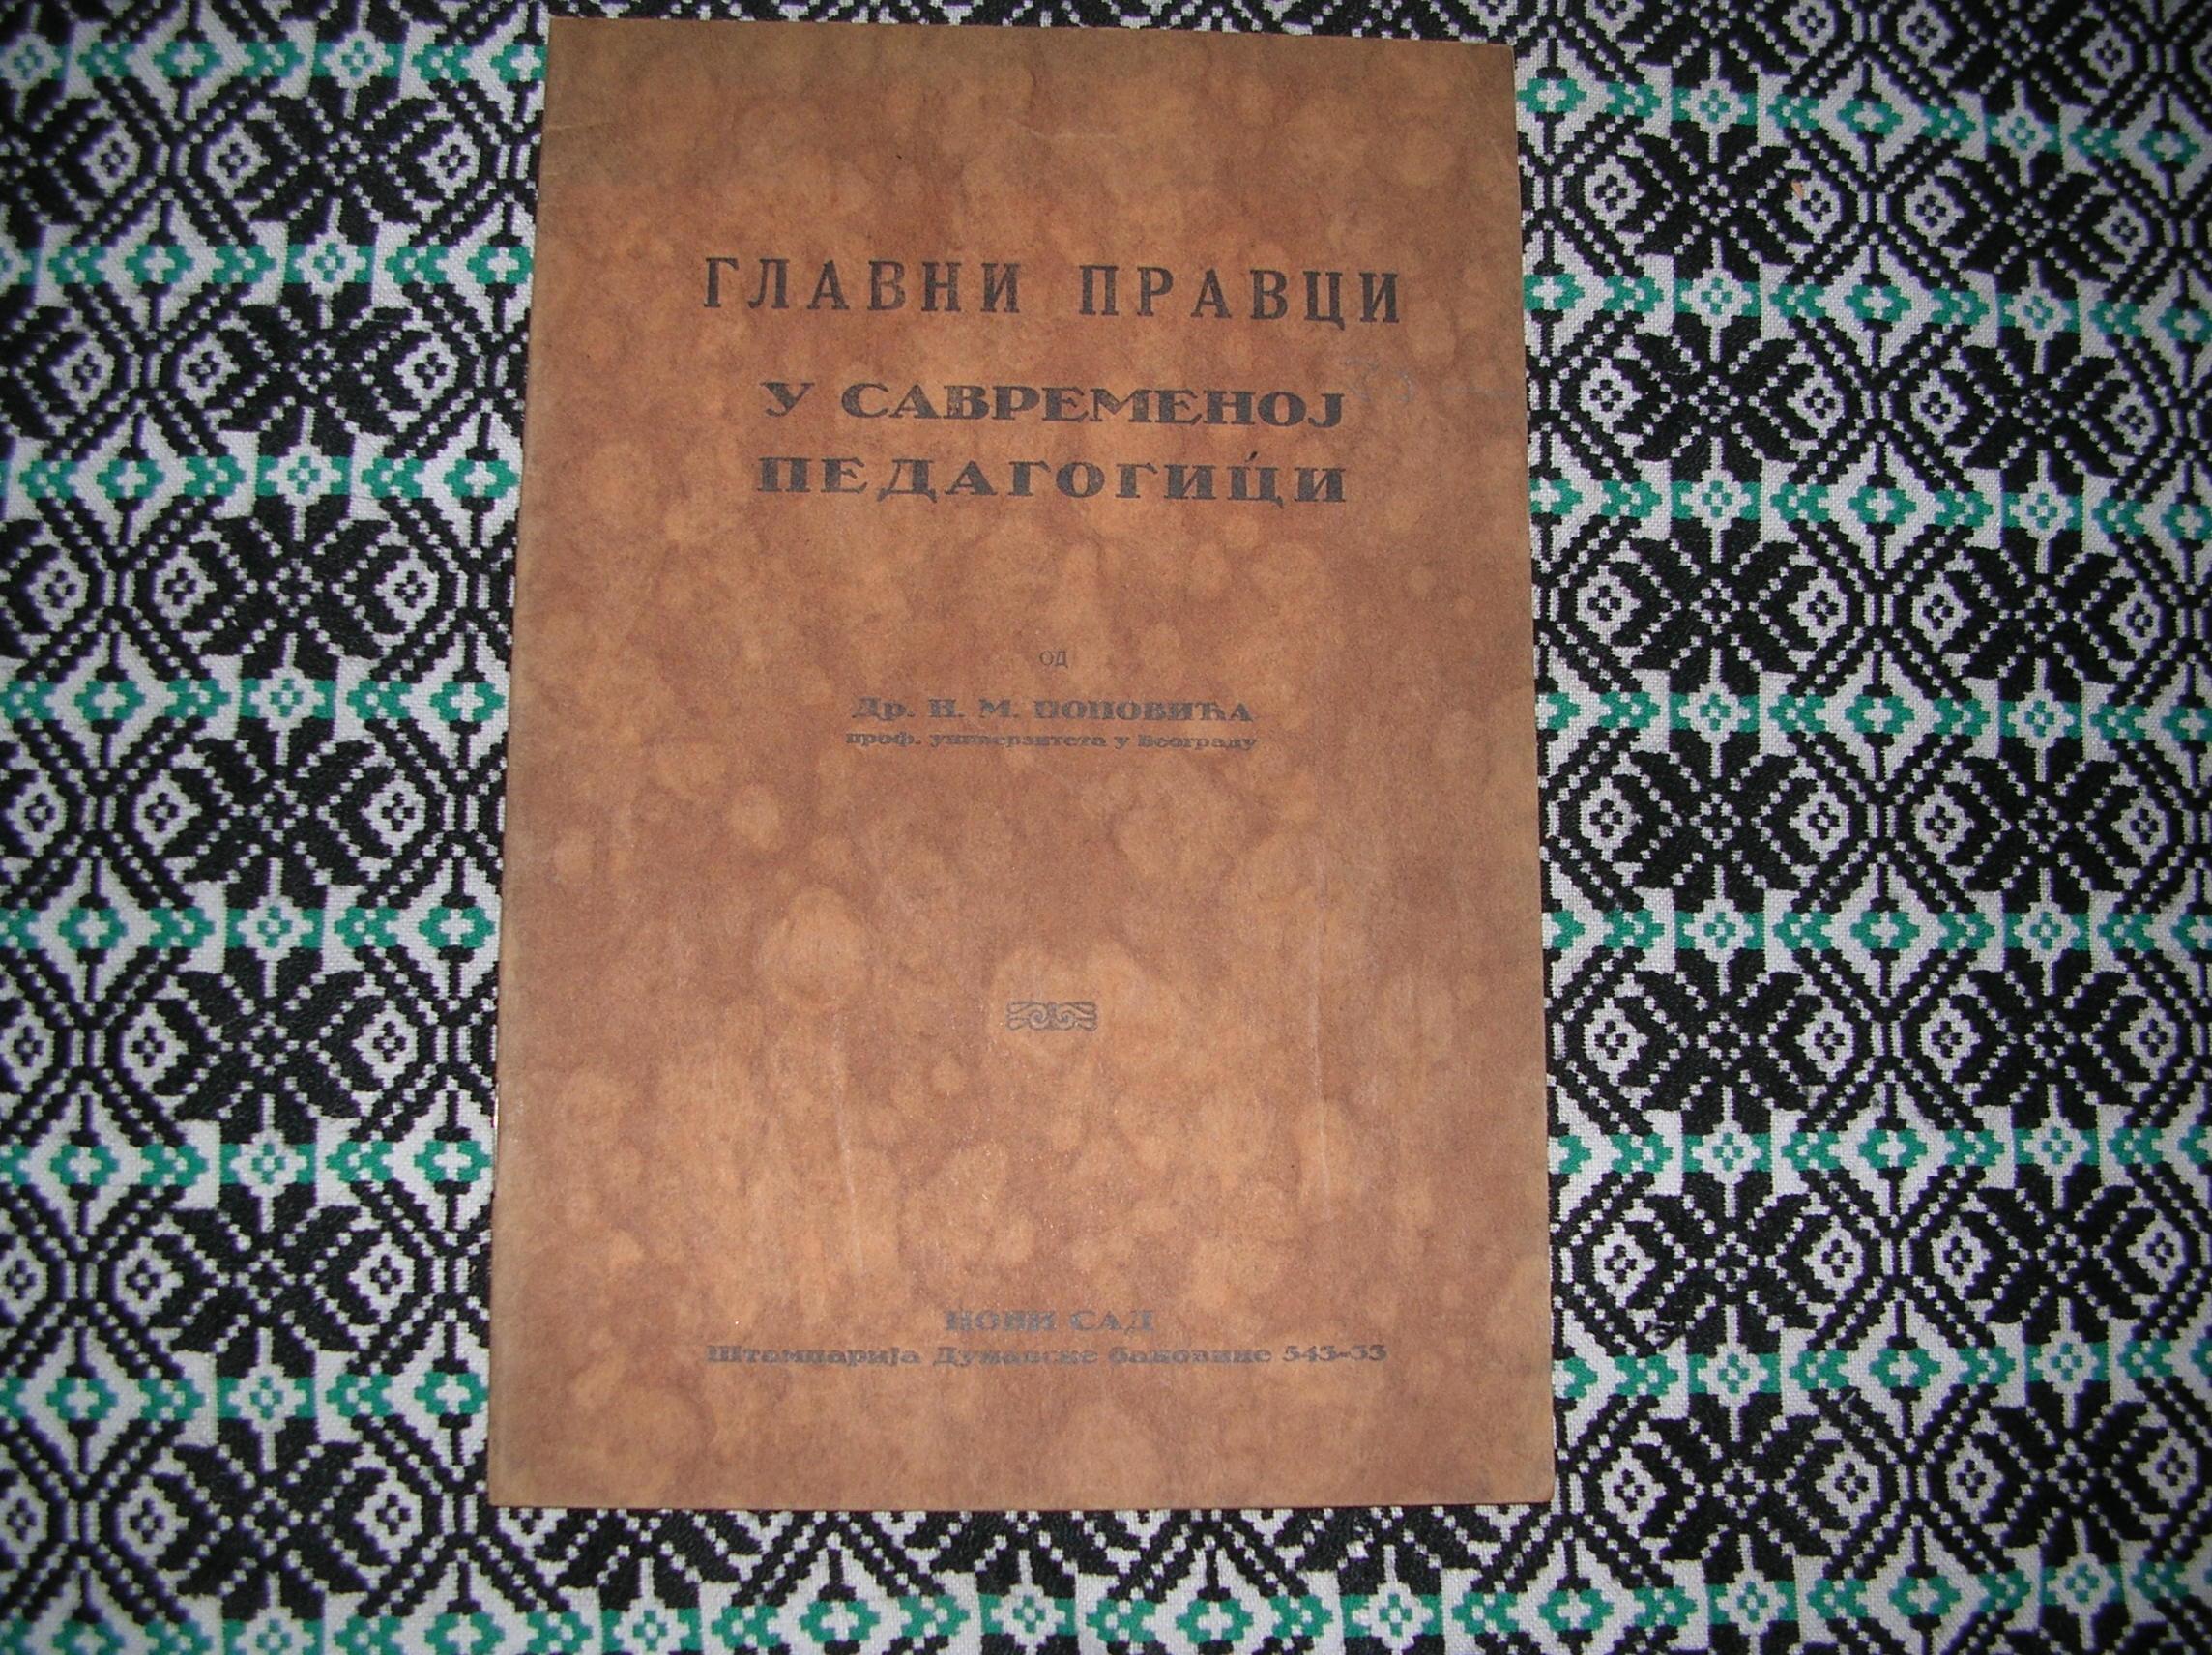 ГЛАВНИ ПРАВЦИ
У САВРЕМЕНОЈ
ПЕДАГОГИЦИ
ОД
Др. Н. М. ПОПОВИЋА
проф. универзитета у Београду
НОВИ САД
Штампарија Дунавске бановине 543-33